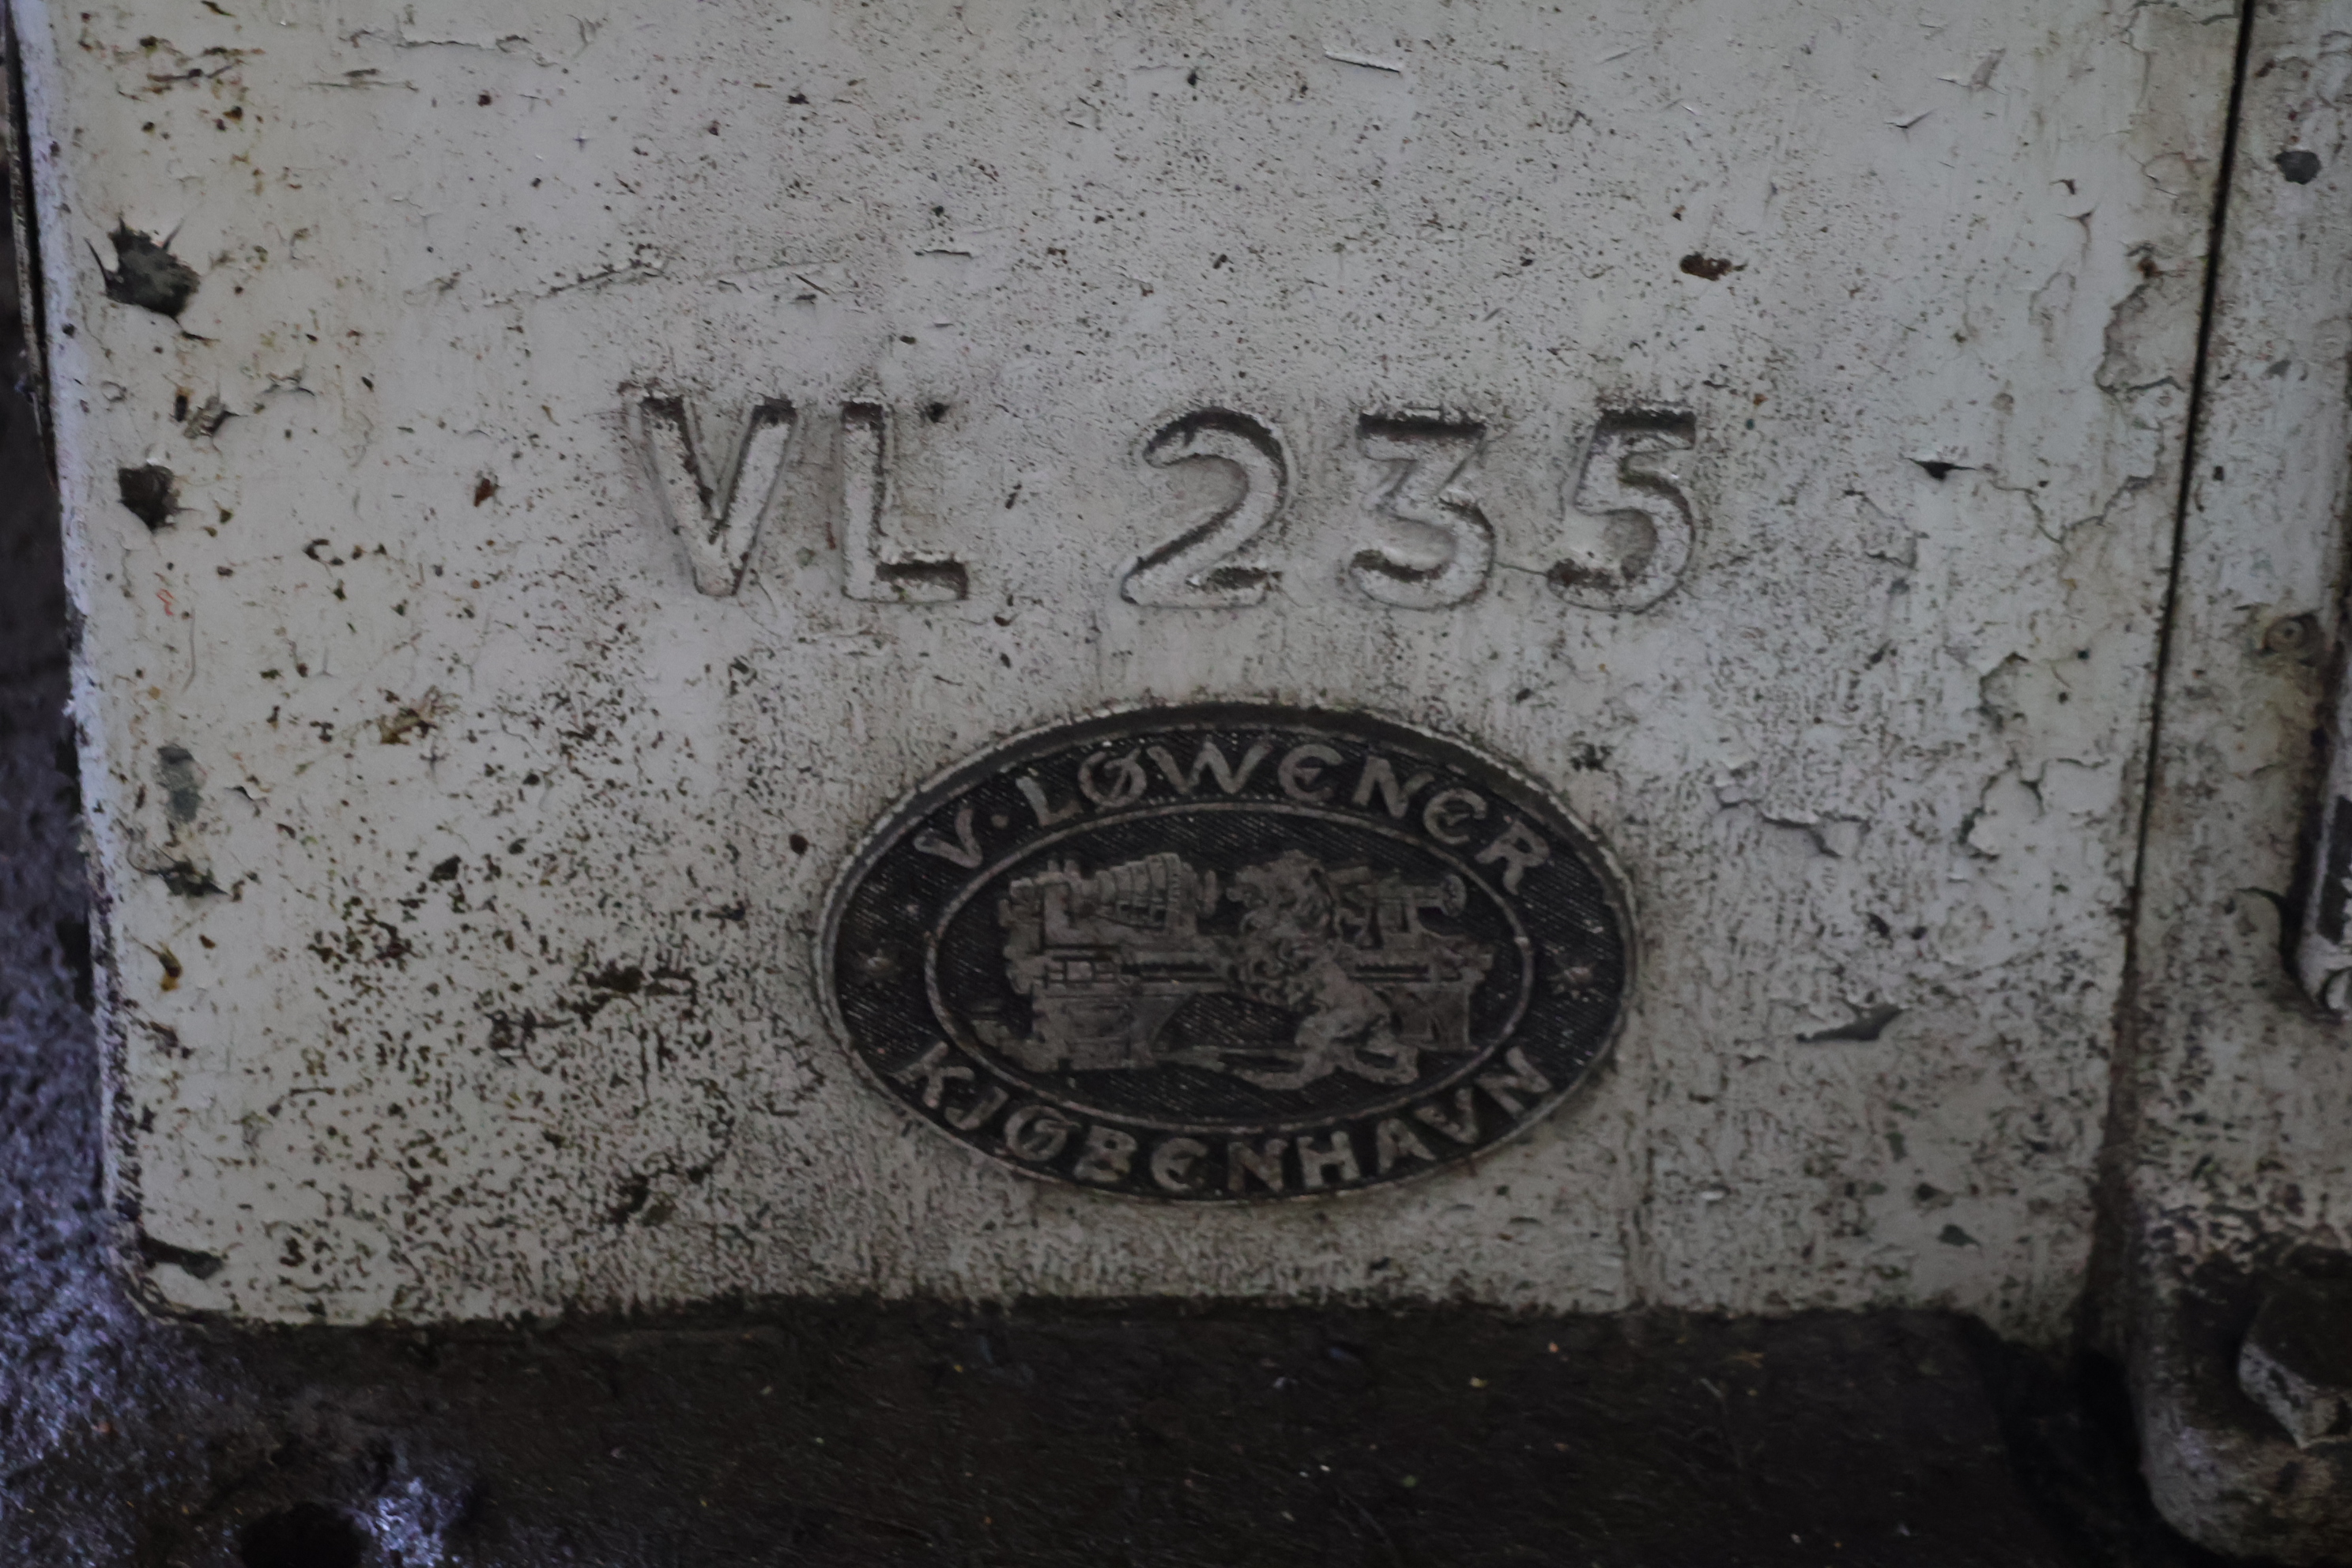 VL 235
V. LØWENER
KJØBENHAVN